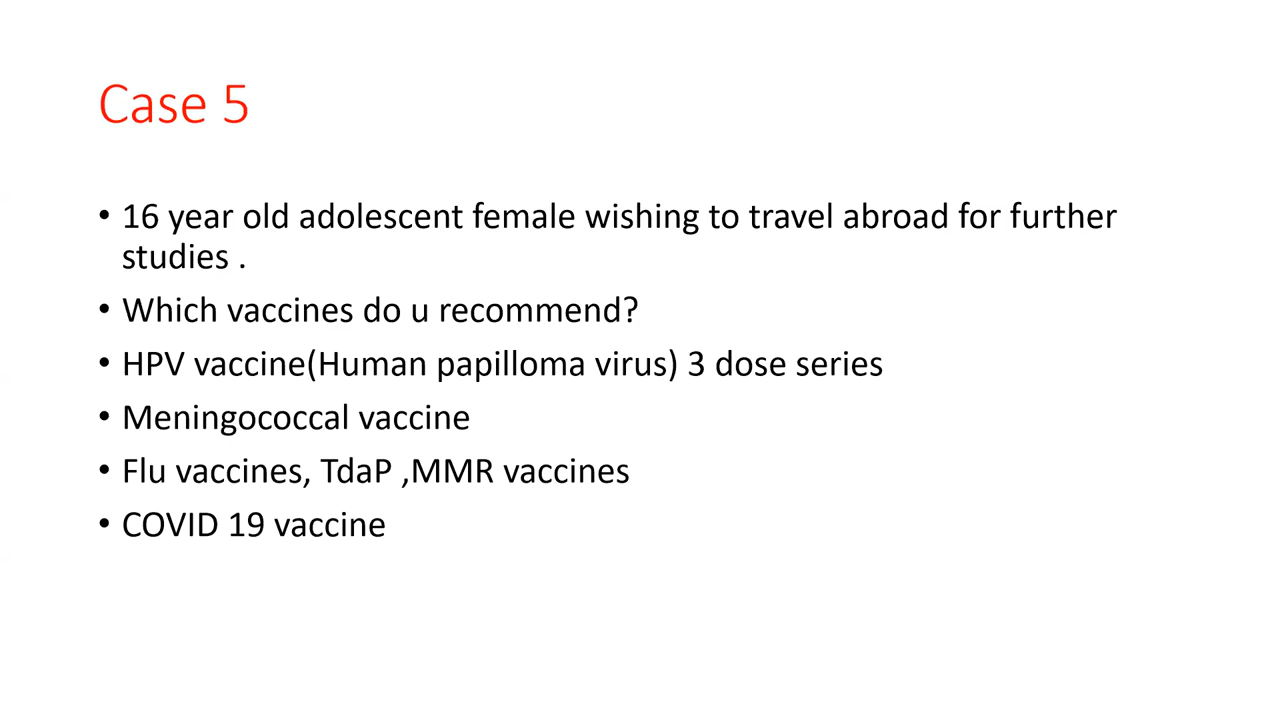 Case 5
• 16 year old adolescent female wishing to travel abroad for further
studies .
• Which vaccines do u recommend?
• HPV vaccine(Human papilloma virus) 3 dose series
• Meningococcal vaccine
• Flu vaccines, TdaP ,MMR vaccines
• COVID 19 vaccine